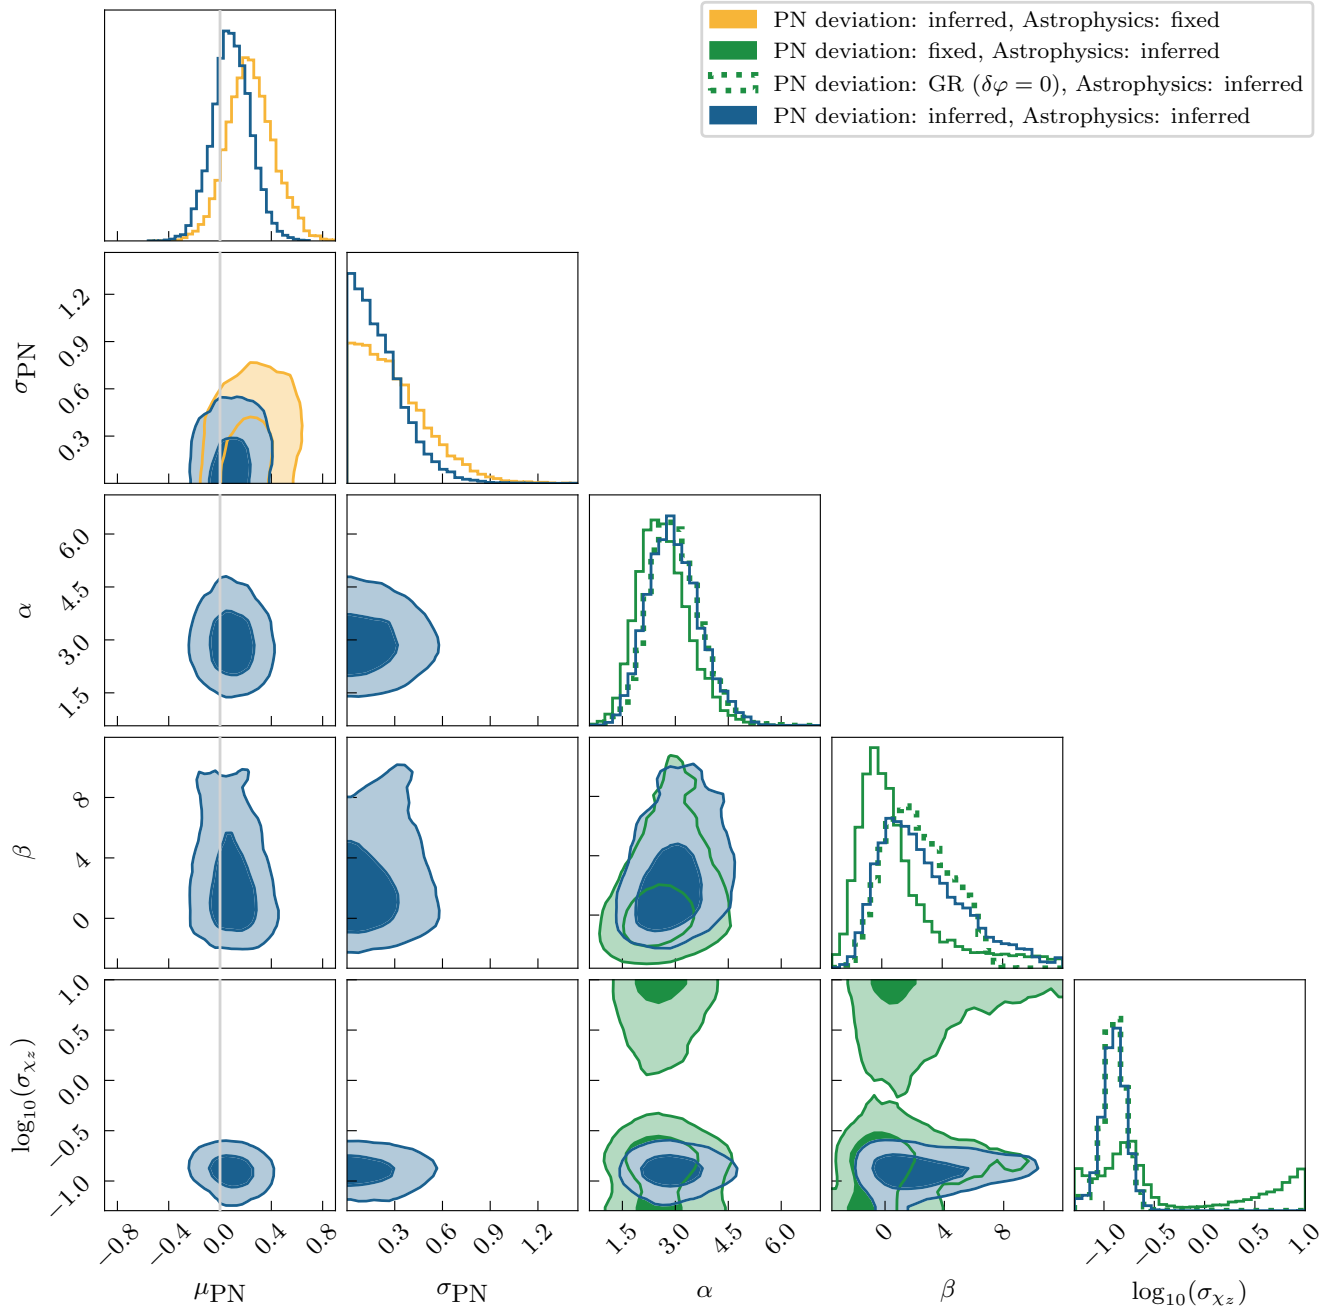 PN deviation: inferred, Astrophysics: fixed
PN deviation: fixed, Astrophysics: inferred
PN deviation: GR (δφ = 0), Astrophysics: inferred
PN deviation: inferred, Astrophysics: inferred
σPN
1.2
0.9
0.6
0.3
α
6.0
4.5
3.0
1.5
β
8
4
0
log₁₀(σ_χz)
1.0
0.5
0.0
−0.5
−1.0
−0.8 −0.4 0.0 0.4 0.8
0.3 0.6 0.9 1.2
1.5 3.0 4.5 6.0
0 4 8
−1.0 −0.5 0.0 0.5 1.0
μPN
σPN
α
β
log₁₀(σ_χz)